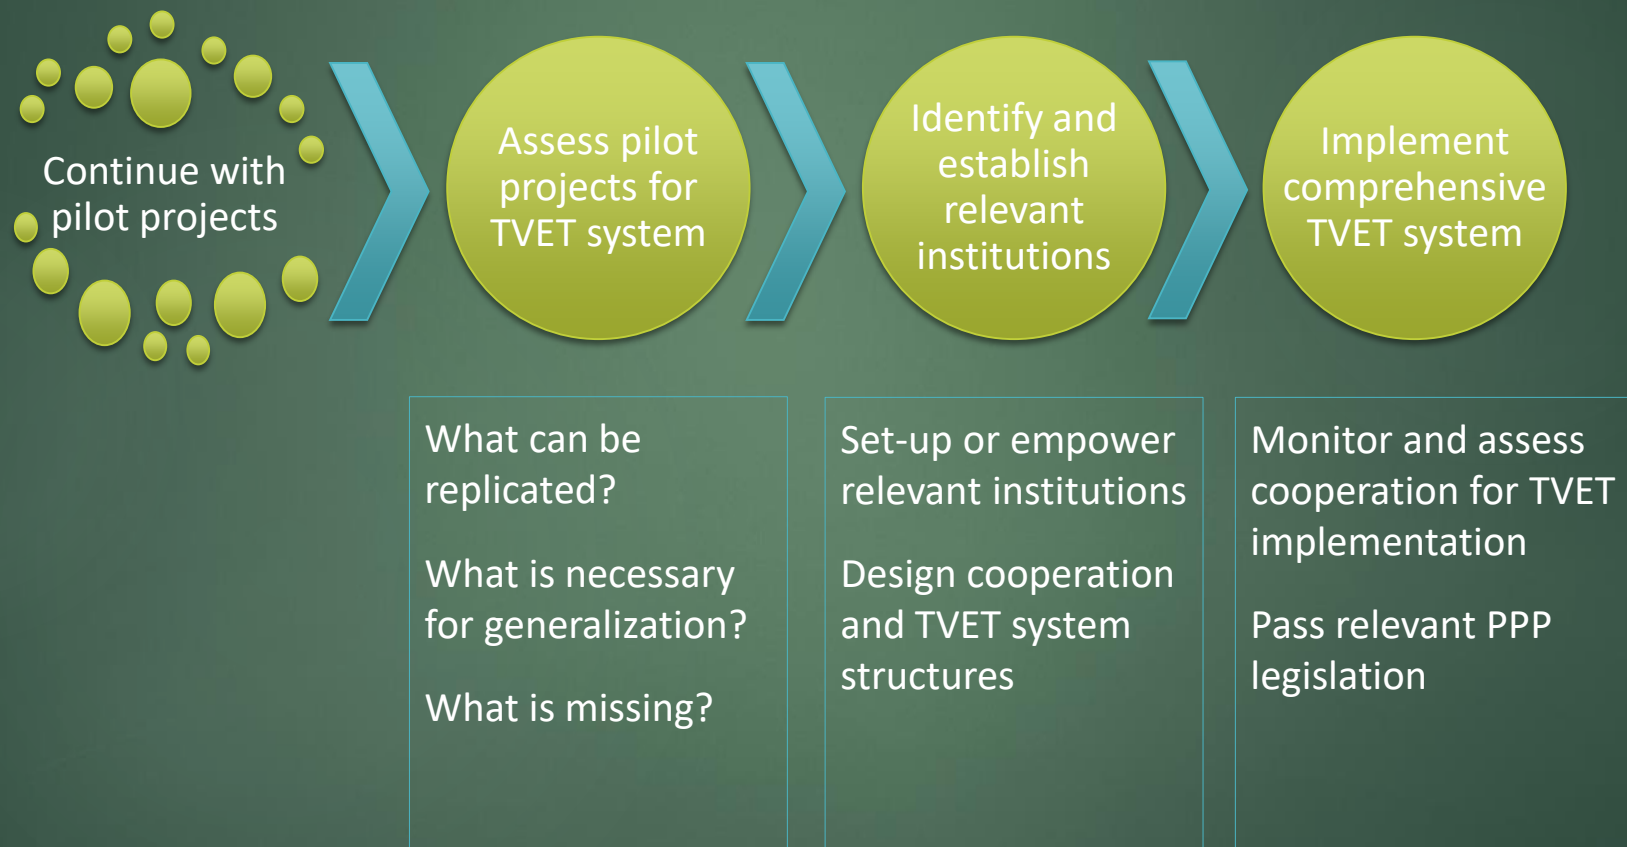 Continue with
pilot projects
Assess pilot
projects for
TVET system
Identify and
establish
relevant
institutions
Implement
comprehensive
TVET system
What can be
replicated?
What is necessary
for generalization?
What is missing?
Set-up or empower
relevant institutions
Design cooperation
and TVET system
structures
Monitor and assess
cooperation for TVET
implementation
Pass relevant PPP
legislation